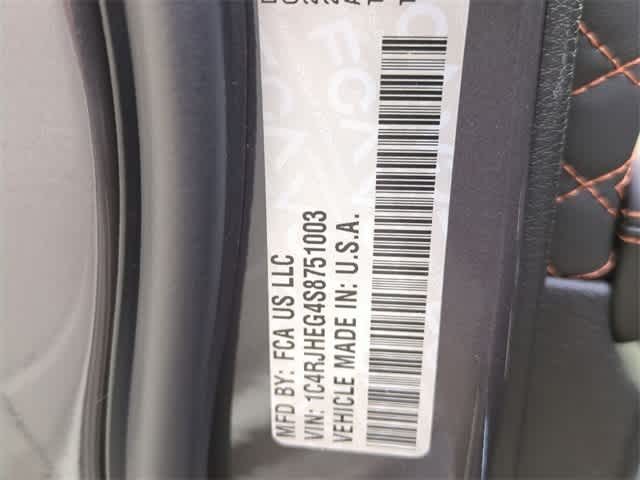 MFD BY: FCA US LLC
VIN: 1C4RJHEG4S8751003
VEHICLE MADE IN: U.S.A.